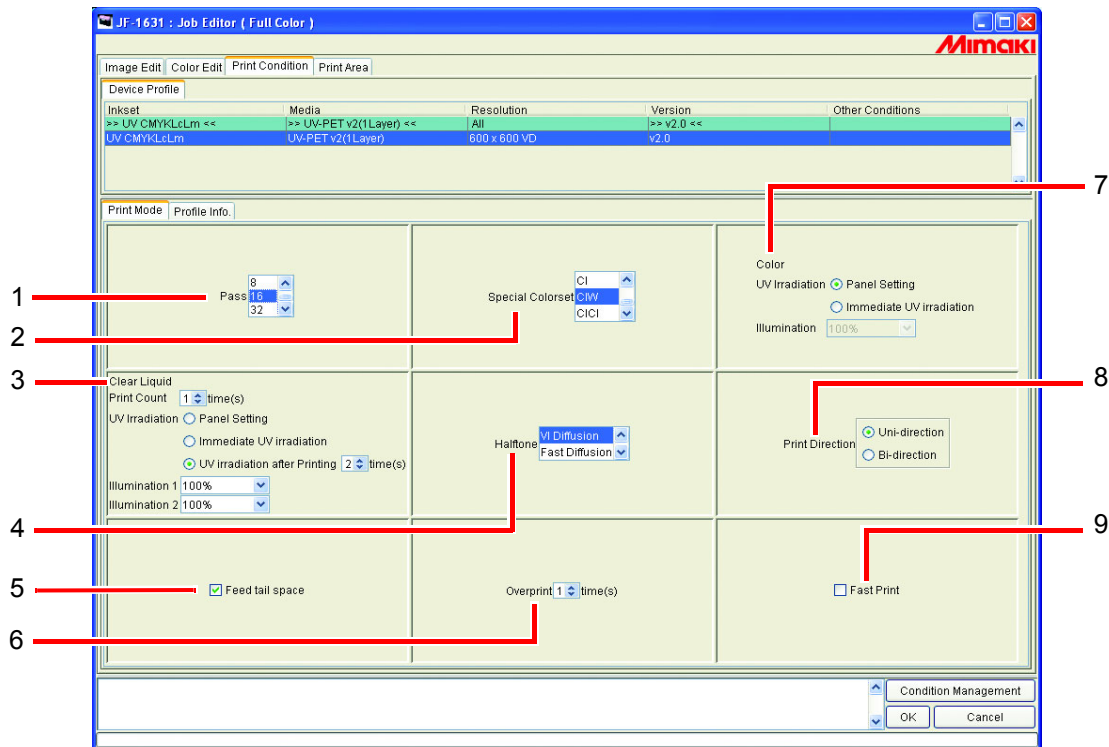 JF-1631 : Job Editor ( Full Color )
Mimaki
Image Edit Color Edit Print Condition Print Area
Device Profile
Inkset Media Resolution Version Other Conditions
>> UV CMYKLcLm << >> UV-PET v2(1Layer) << All >> v2.0 <<
UV CMYKLcLm UV-PET v2(1Layer) 600 x 600 VD v2.0
7
Print Mode Profile Info.
1
Pass
8
16
32
2
Special Colorset
CI
CIW
CICI
Color
UV Irradiation Panel Setting
Immediate UV irradiation
Illumination 100%
3
Clear Liquid
Print Count 1 time(s)
UV Irradiation Panel Setting
Immediate UV irradiation
UV irradiation after Printing 2 time(s)
Illumination 1 100%
Illumination 2 100%
4
Halftone
VI Diffusion
Fast Diffusion
8
Print Direction
Uni-direction
Bi-direction
5
Feed tail space
6
Overprint 1 time(s)
9
Fast Print
Condition Management
OK Cancel